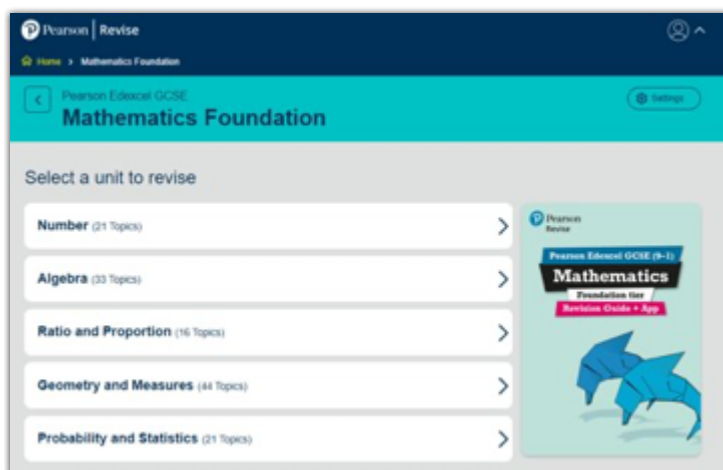 Pearson | Revise
Home > Mathematics Foundation
Pearson Edexcel GCSE
Mathematics Foundation
Settings
Select a unit to revise
Number (21 Topics)
Algebra (33 Topics)
Ratio and Proportion (16 Topics)
Geometry and Measures (44 Topics)
Probability and Statistics (21 Topics)
Pearson
Revise
Pearson Edexcel GCSE (9-1)
Mathematics
Foundation tier
Revision Guide + App